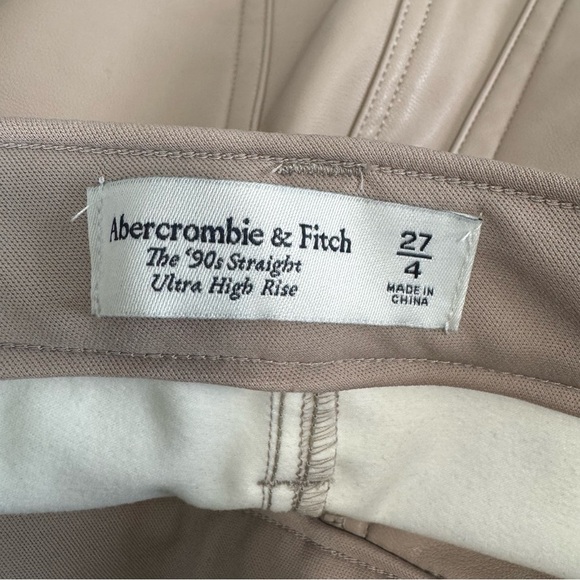 Abercrombie & Fitch
The '90s Straight
Ultra High Rise
27
4
MADE IN
CHINA